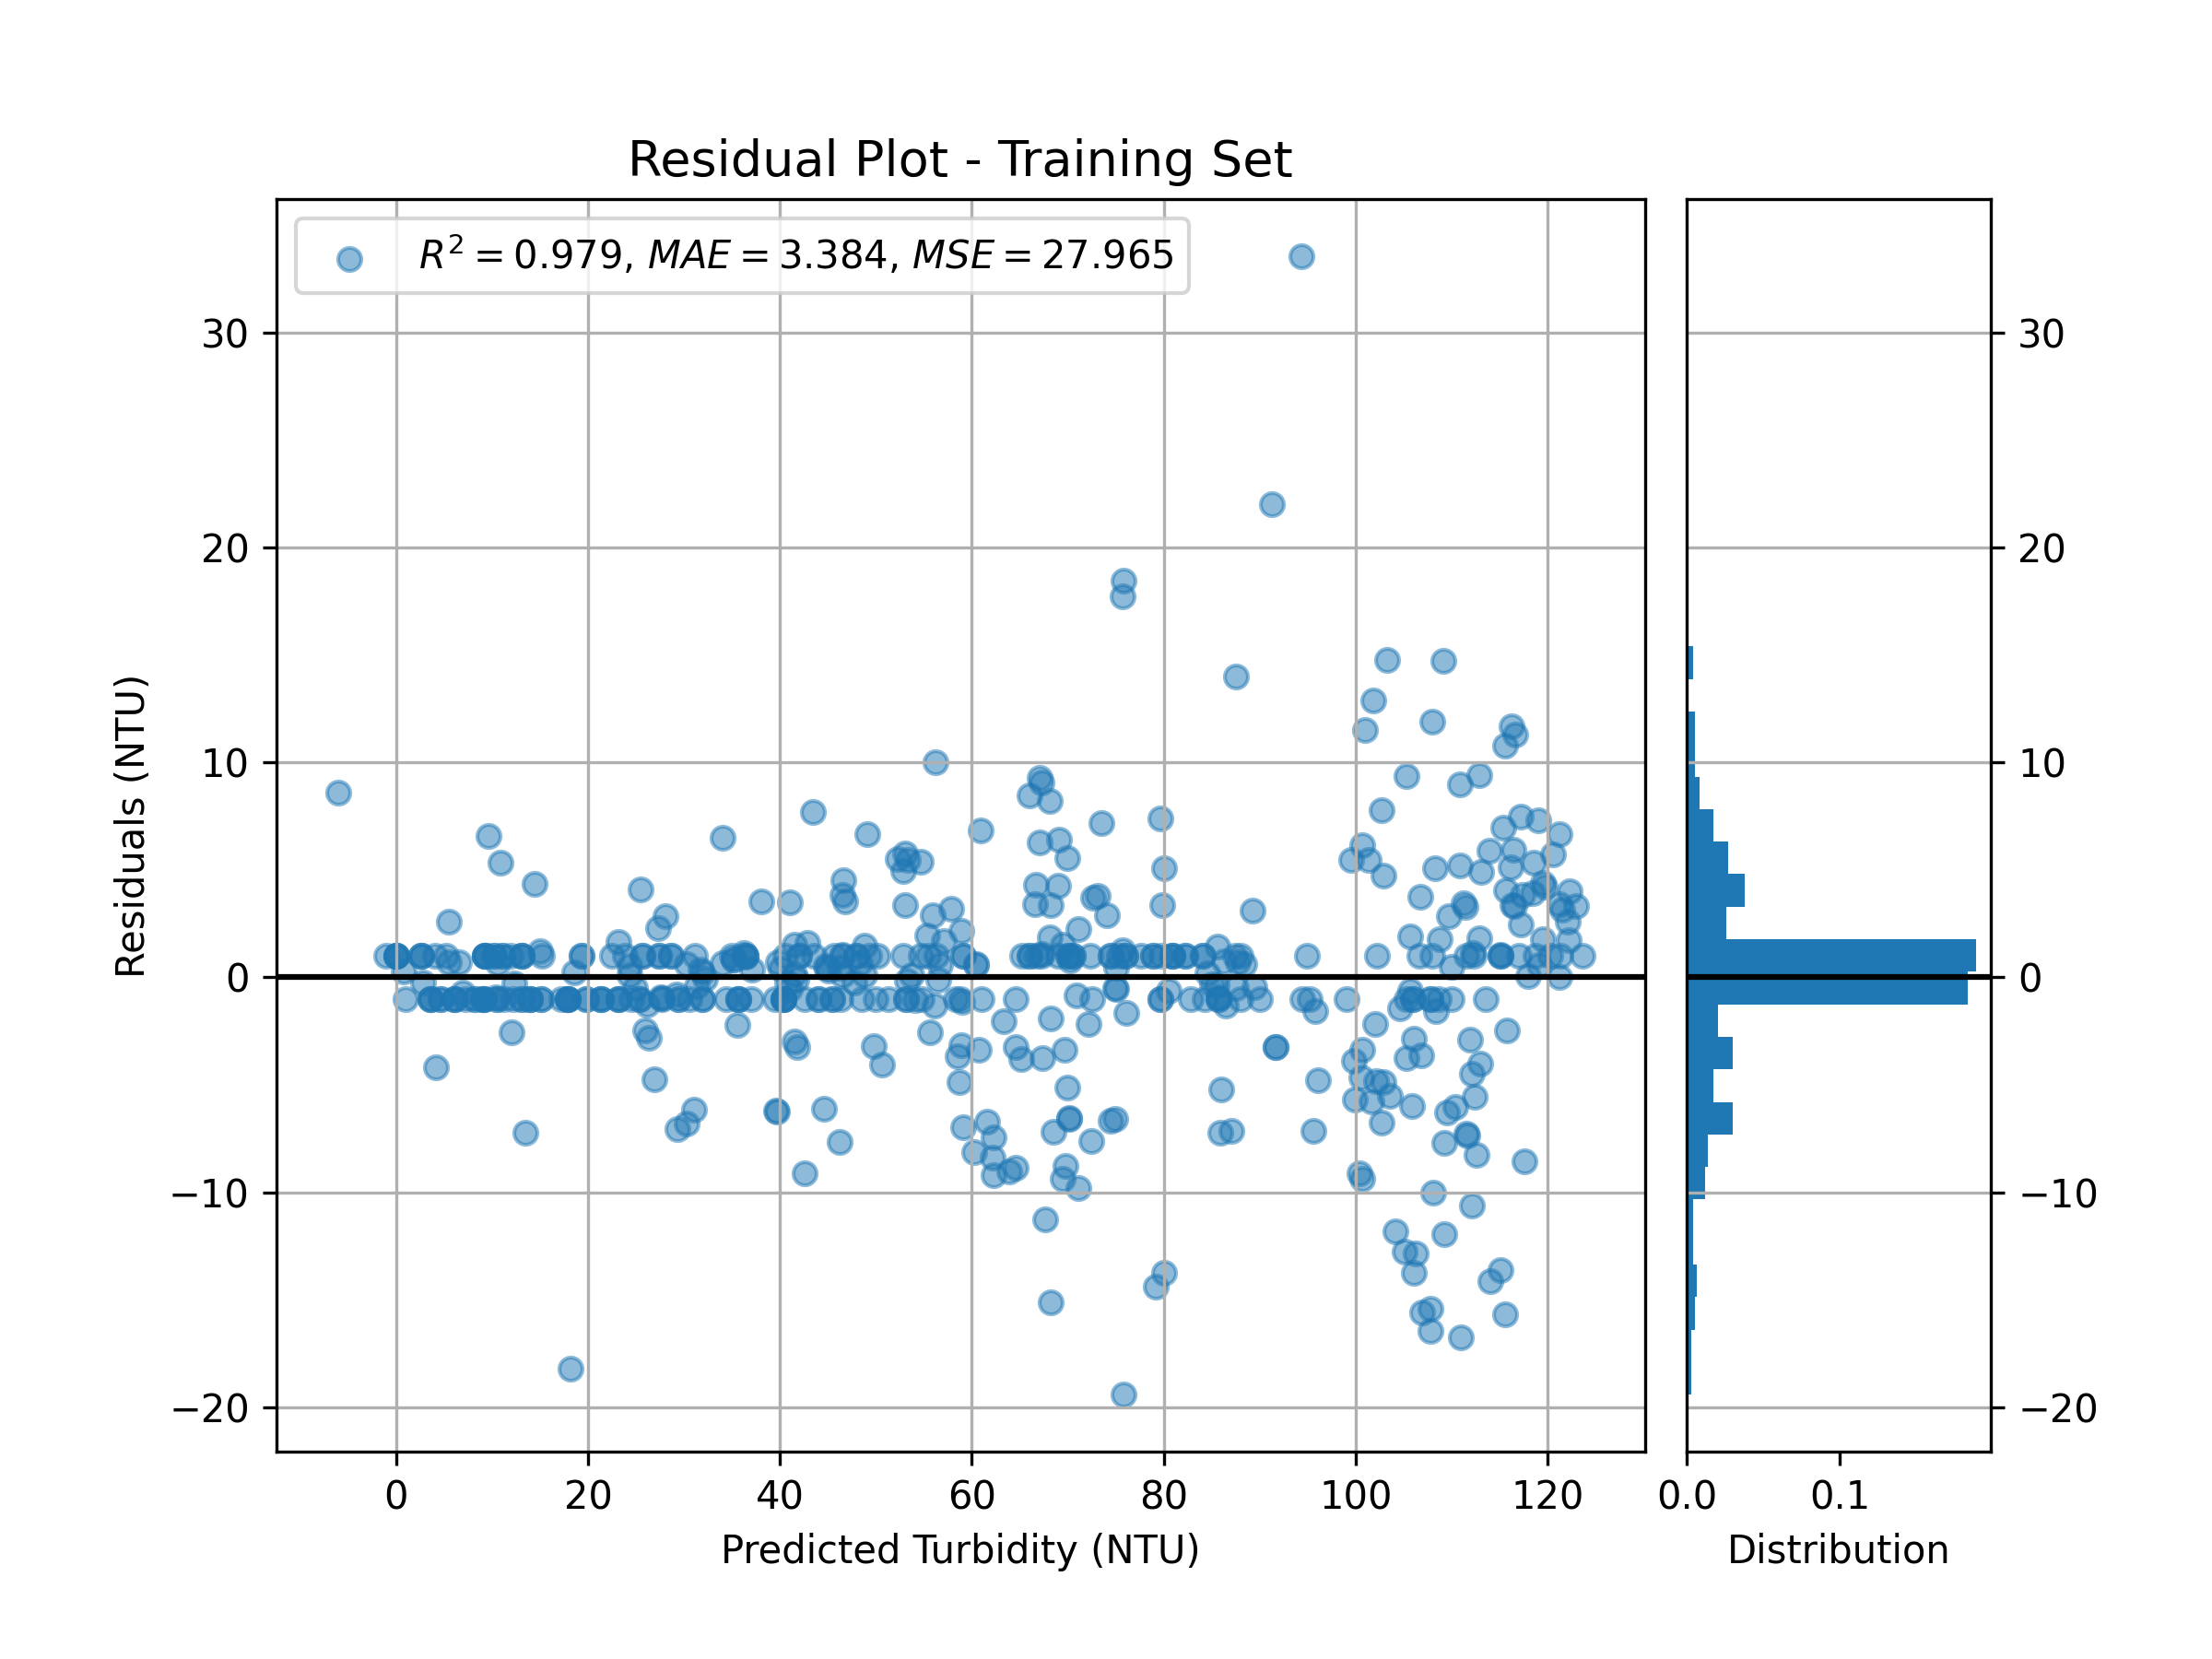 Residual Plot - Training Set
R² = 0.979, MAE = 3.384, MSE = 27.965
Residuals (NTU)
30
20
10
0
−10
−20
0 20 40 60 80 100 120
Predicted Turbidity (NTU)
30
20
10
0
−10
−20
0.0 0.1
Distribution